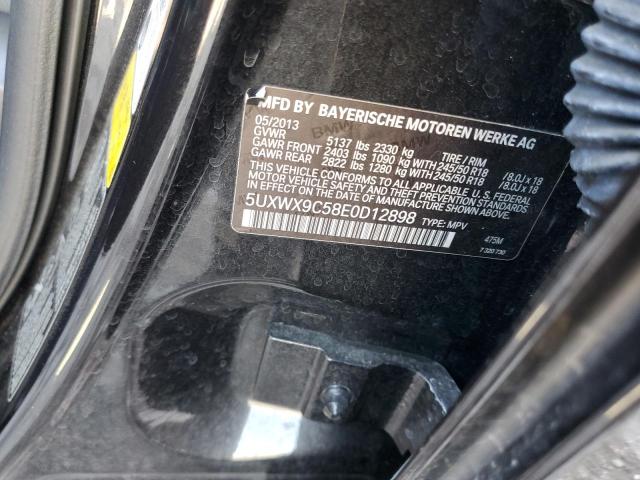 MFD BY BAYERISCHE MOTOREN WERKE AG
05/2013
GVWR 5137 lbs 2330 kg TIRE / RIM
GAWR FRONT 2403 lbs 1090 kg WITH 245/50 R18 / 8.0J x 18
GAWR REAR 2822 lbs 1280 kg WITH 245/50 R18 / 8.0J x 18
THIS VEHICLE CONFORMS TO ALL APPLICABLE U.S. FEDERAL
SAFETY AND THEFT PREVENTION STANDARDS IN EFFECT
ON THE DATE OF MANUFACTURE SHOWN ABOVE.
5UXWX9C58E0D12898 TYPE: MPV
475M
7 320 730